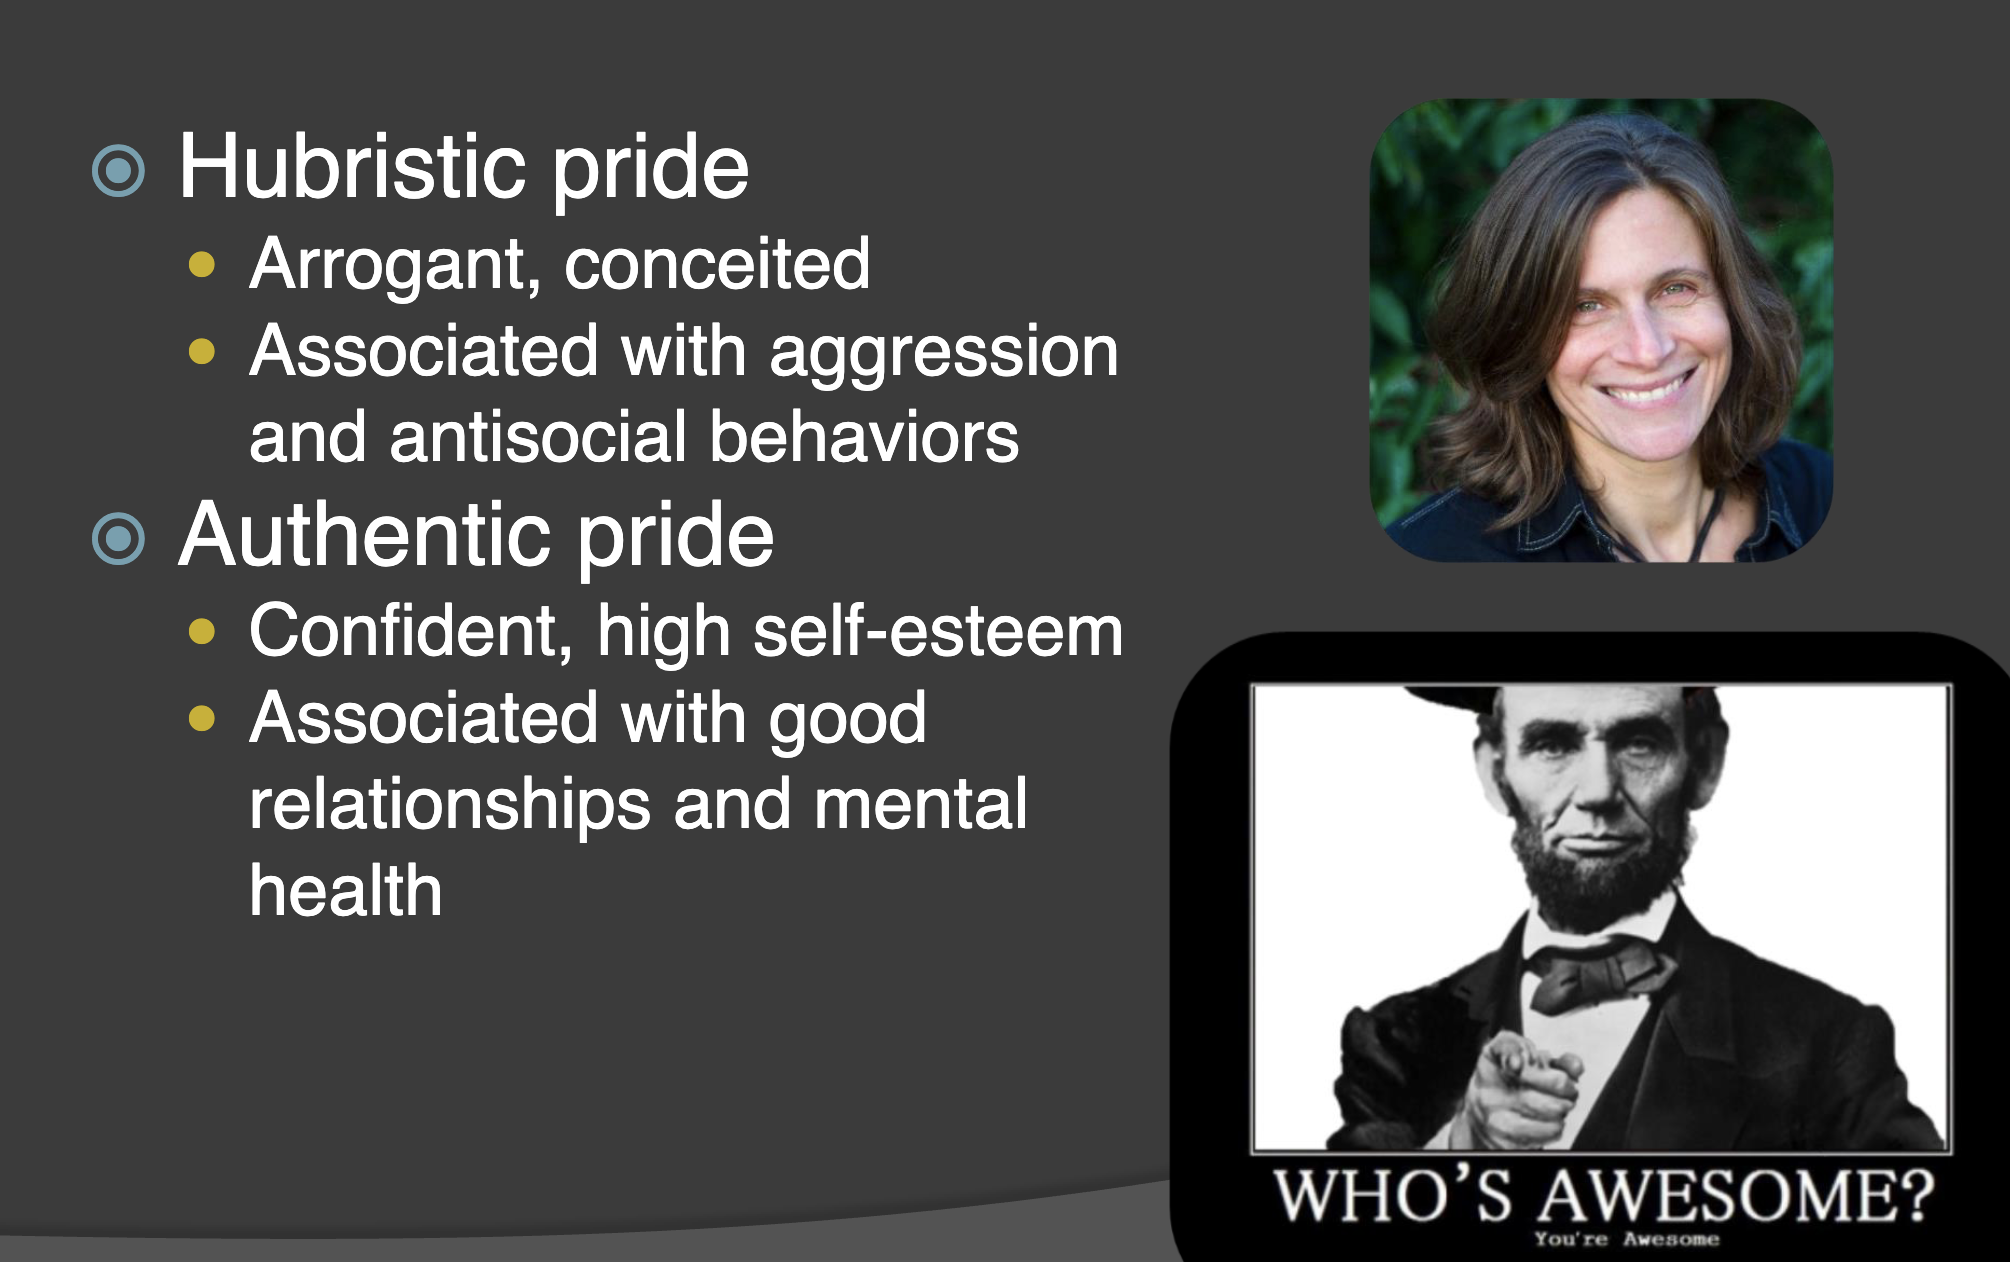 Hubristic pride
Arrogant, conceited
Associated with aggression
and antisocial behaviors
Authentic pride
Confident, high self-esteem
Associated with good
relationships and mental
health
WHO'S AWESOME?
You're Awesome